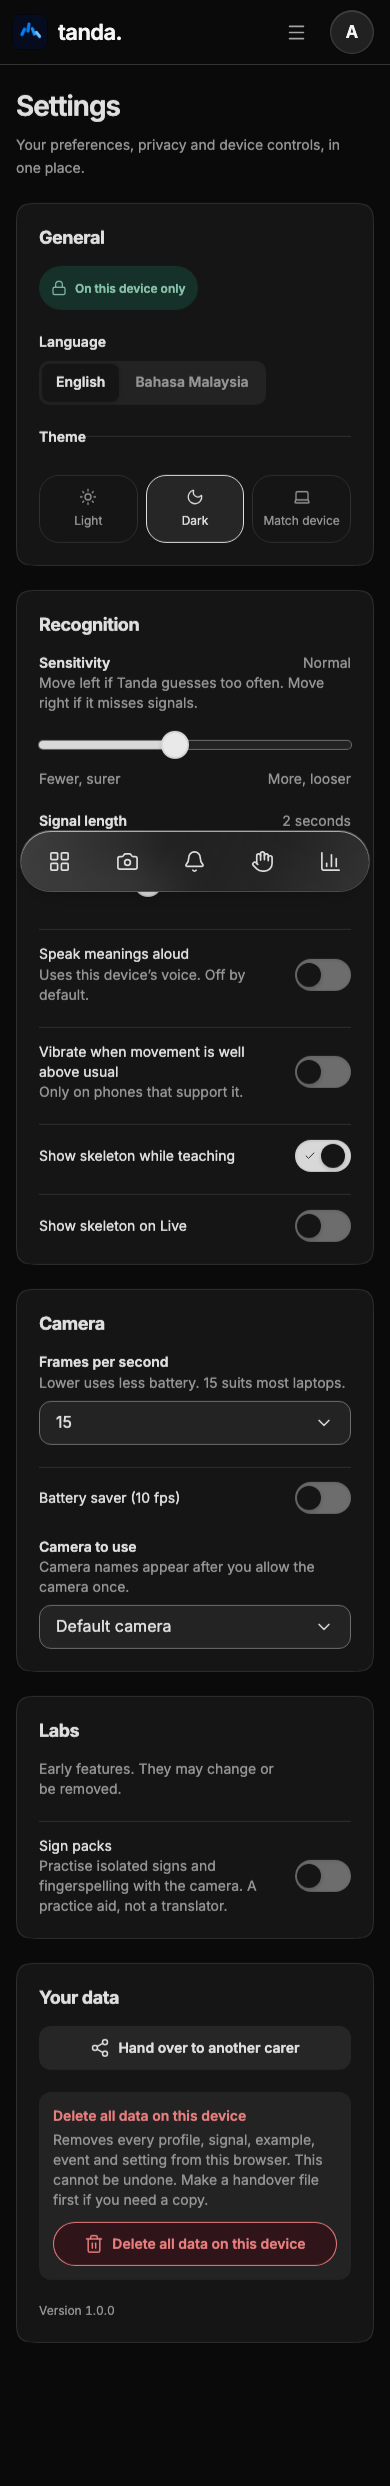 tanda.
A
Settings
Your preferences, privacy and device controls, in
one place.
General
On this device only
Language
English
Bahasa Malaysia
Theme
Light
Dark
Match device
Recognition
Sensitivity
Normal
Move left if Tanda guesses too often. Move
right if it misses signals.
Fewer, surer
More, looser
Signal length
2 seconds
Speak meanings aloud
Uses this device’s voice. Off by
default.
Vibrate when movement is well
above usual
Only on phones that support it.
Show skeleton while teaching
Show skeleton on Live
Camera
Frames per second
Lower uses less battery. 15 suits most laptops.
15
Battery saver (10 fps)
Camera to use
Camera names appear after you allow the
camera once.
Default camera
Labs
Early features. They may change or
be removed.
Sign packs
Practise isolated signs and
fingerspelling with the camera. A
practice aid, not a translator.
Your data
Hand over to another carer
Delete all data on this device
Removes every profile, signal, example,
event and setting from this browser. This
cannot be undone. Make a handover file
first if you need a copy.
Delete all data on this device
Version 1.0.0